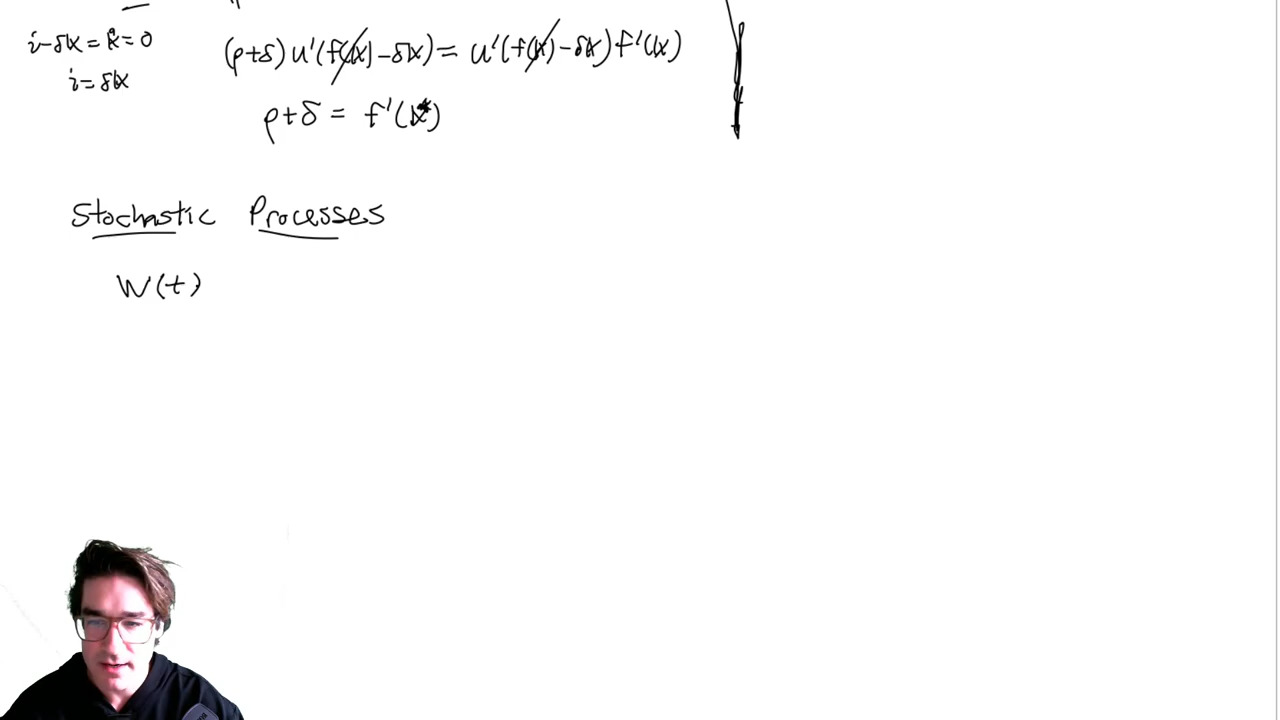 i-δk = k̇ = 0
i = δk
(ρ+δ) u'(f(k)-δk) = u'(f(k)-δk) f'(k)
ρ+δ = f'(k*)
Stochastic Processes
W(t)